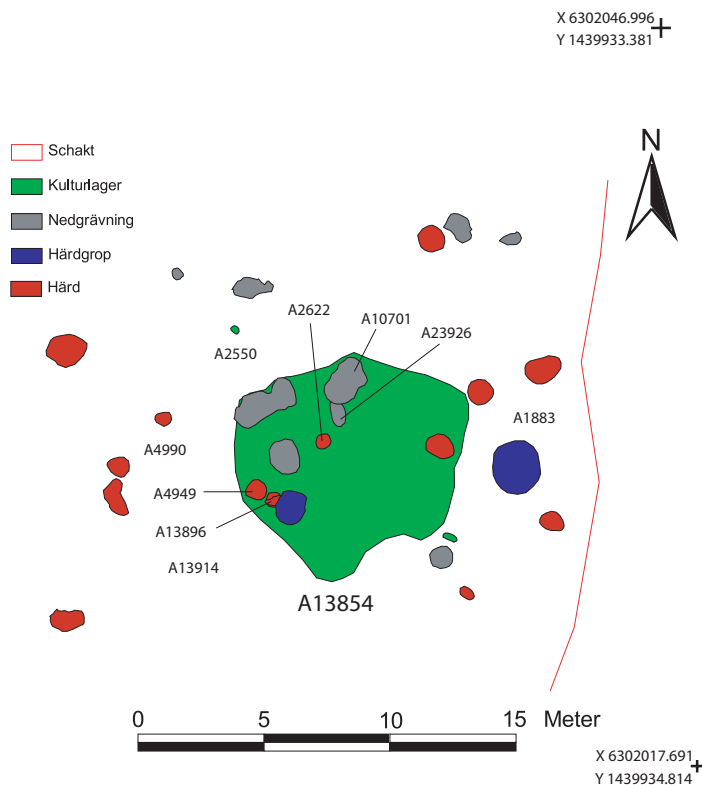 X 6302046.996
Y 1439933.381
N
Schakt
Kulturlager
Nedgrävning
Härdgrop
Härd
A2622
A10701
A23926
A2550
A1883
A4990
A4949
A13896
A13914
A13854
0 5 10 15 Meter
X 6302017.691
Y 1439934.814